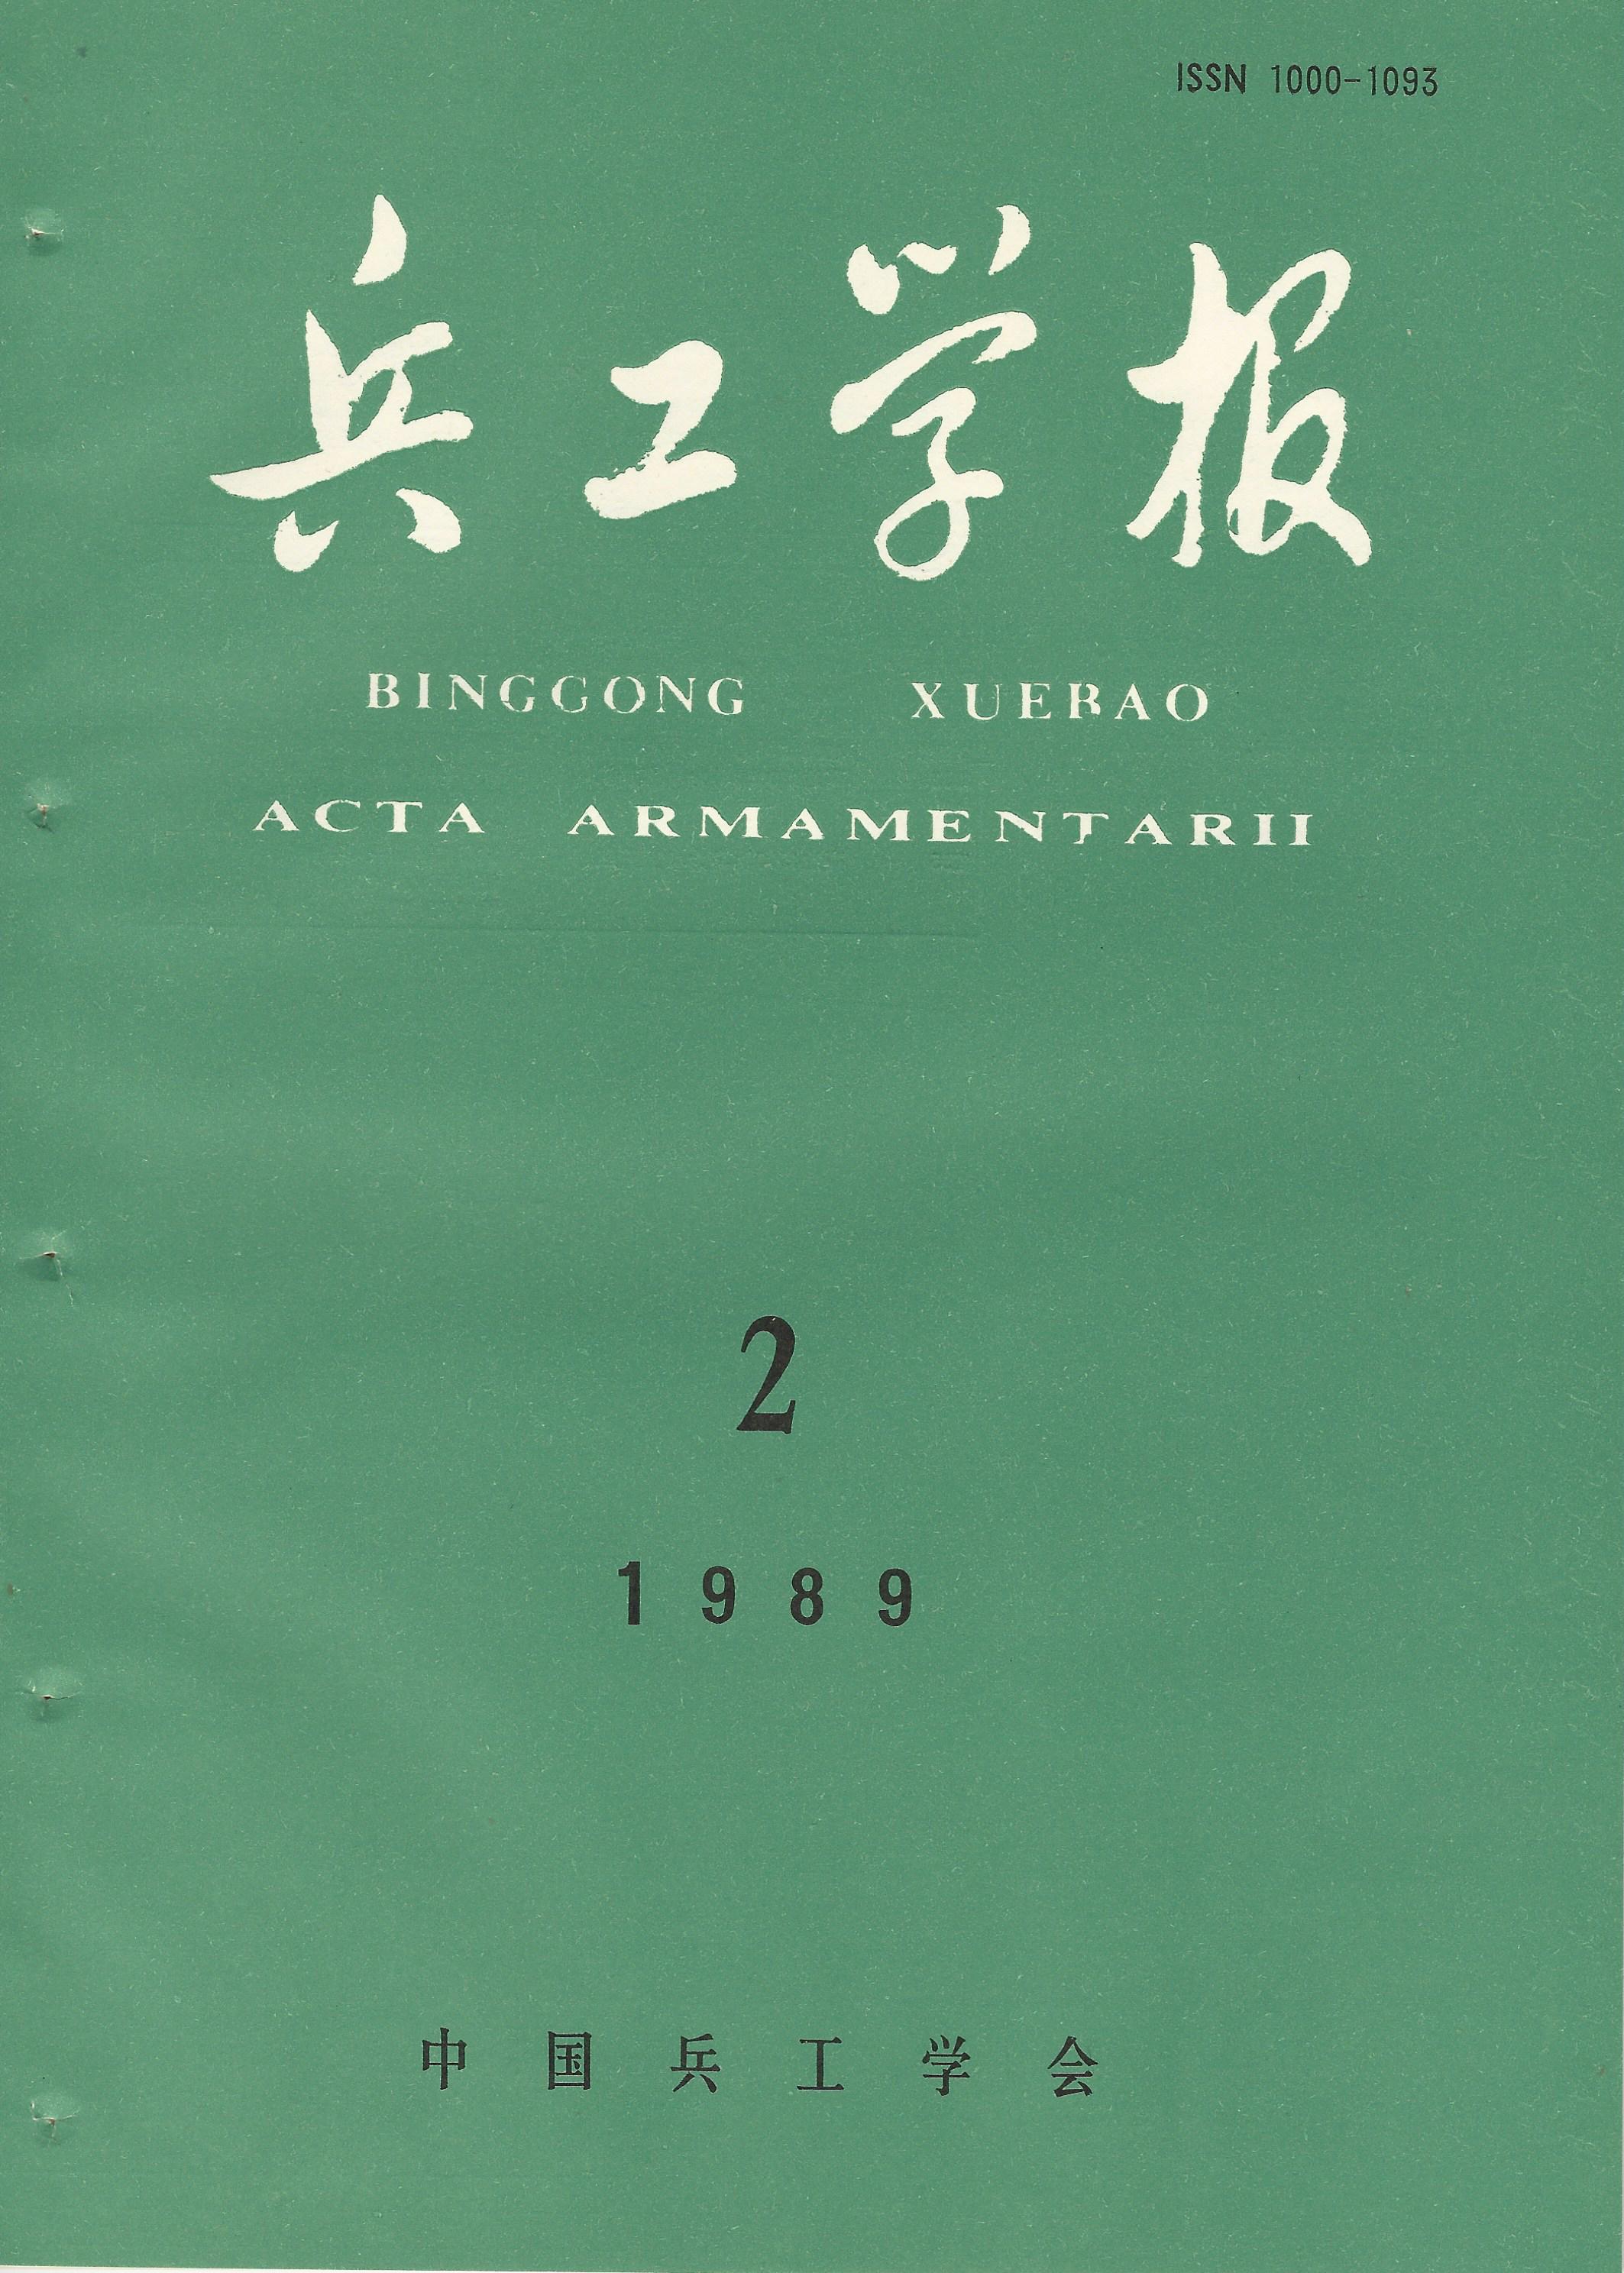 ISSN 1000-1093
兵工学报
BINGGONG XUEBAO
ACTA ARMAMENTARII
2
1989
中国兵工学会